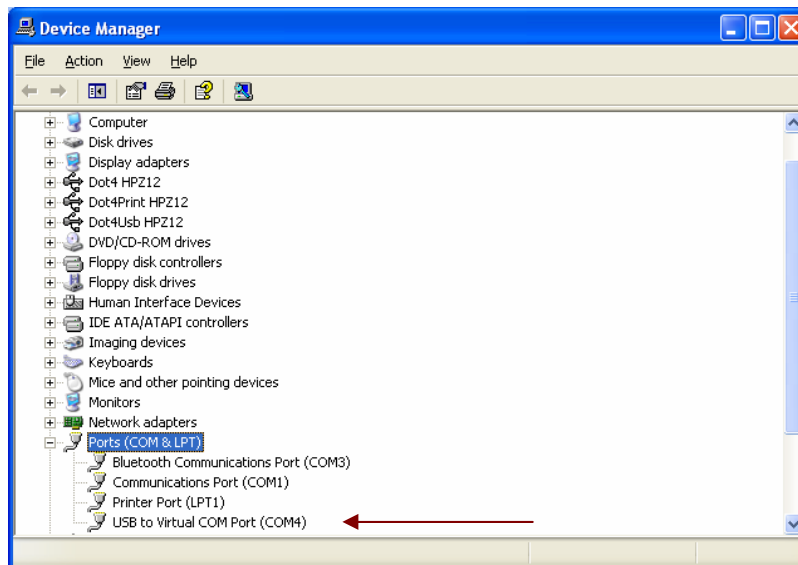 Device Manager
File Action View Help
Computer
Disk drives
Display adapters
Dot4 HPZ12
Dot4Print HPZ12
Dot4Usb HPZ12
DVD/CD-ROM drives
Floppy disk controllers
Floppy disk drives
Human Interface Devices
IDE ATA/ATAPI controllers
Imaging devices
Keyboards
Mice and other pointing devices
Monitors
Network adapters
Ports (COM & LPT)
Bluetooth Communications Port (COM3)
Communications Port (COM1)
Printer Port (LPT1)
USB to Virtual COM Port (COM4)